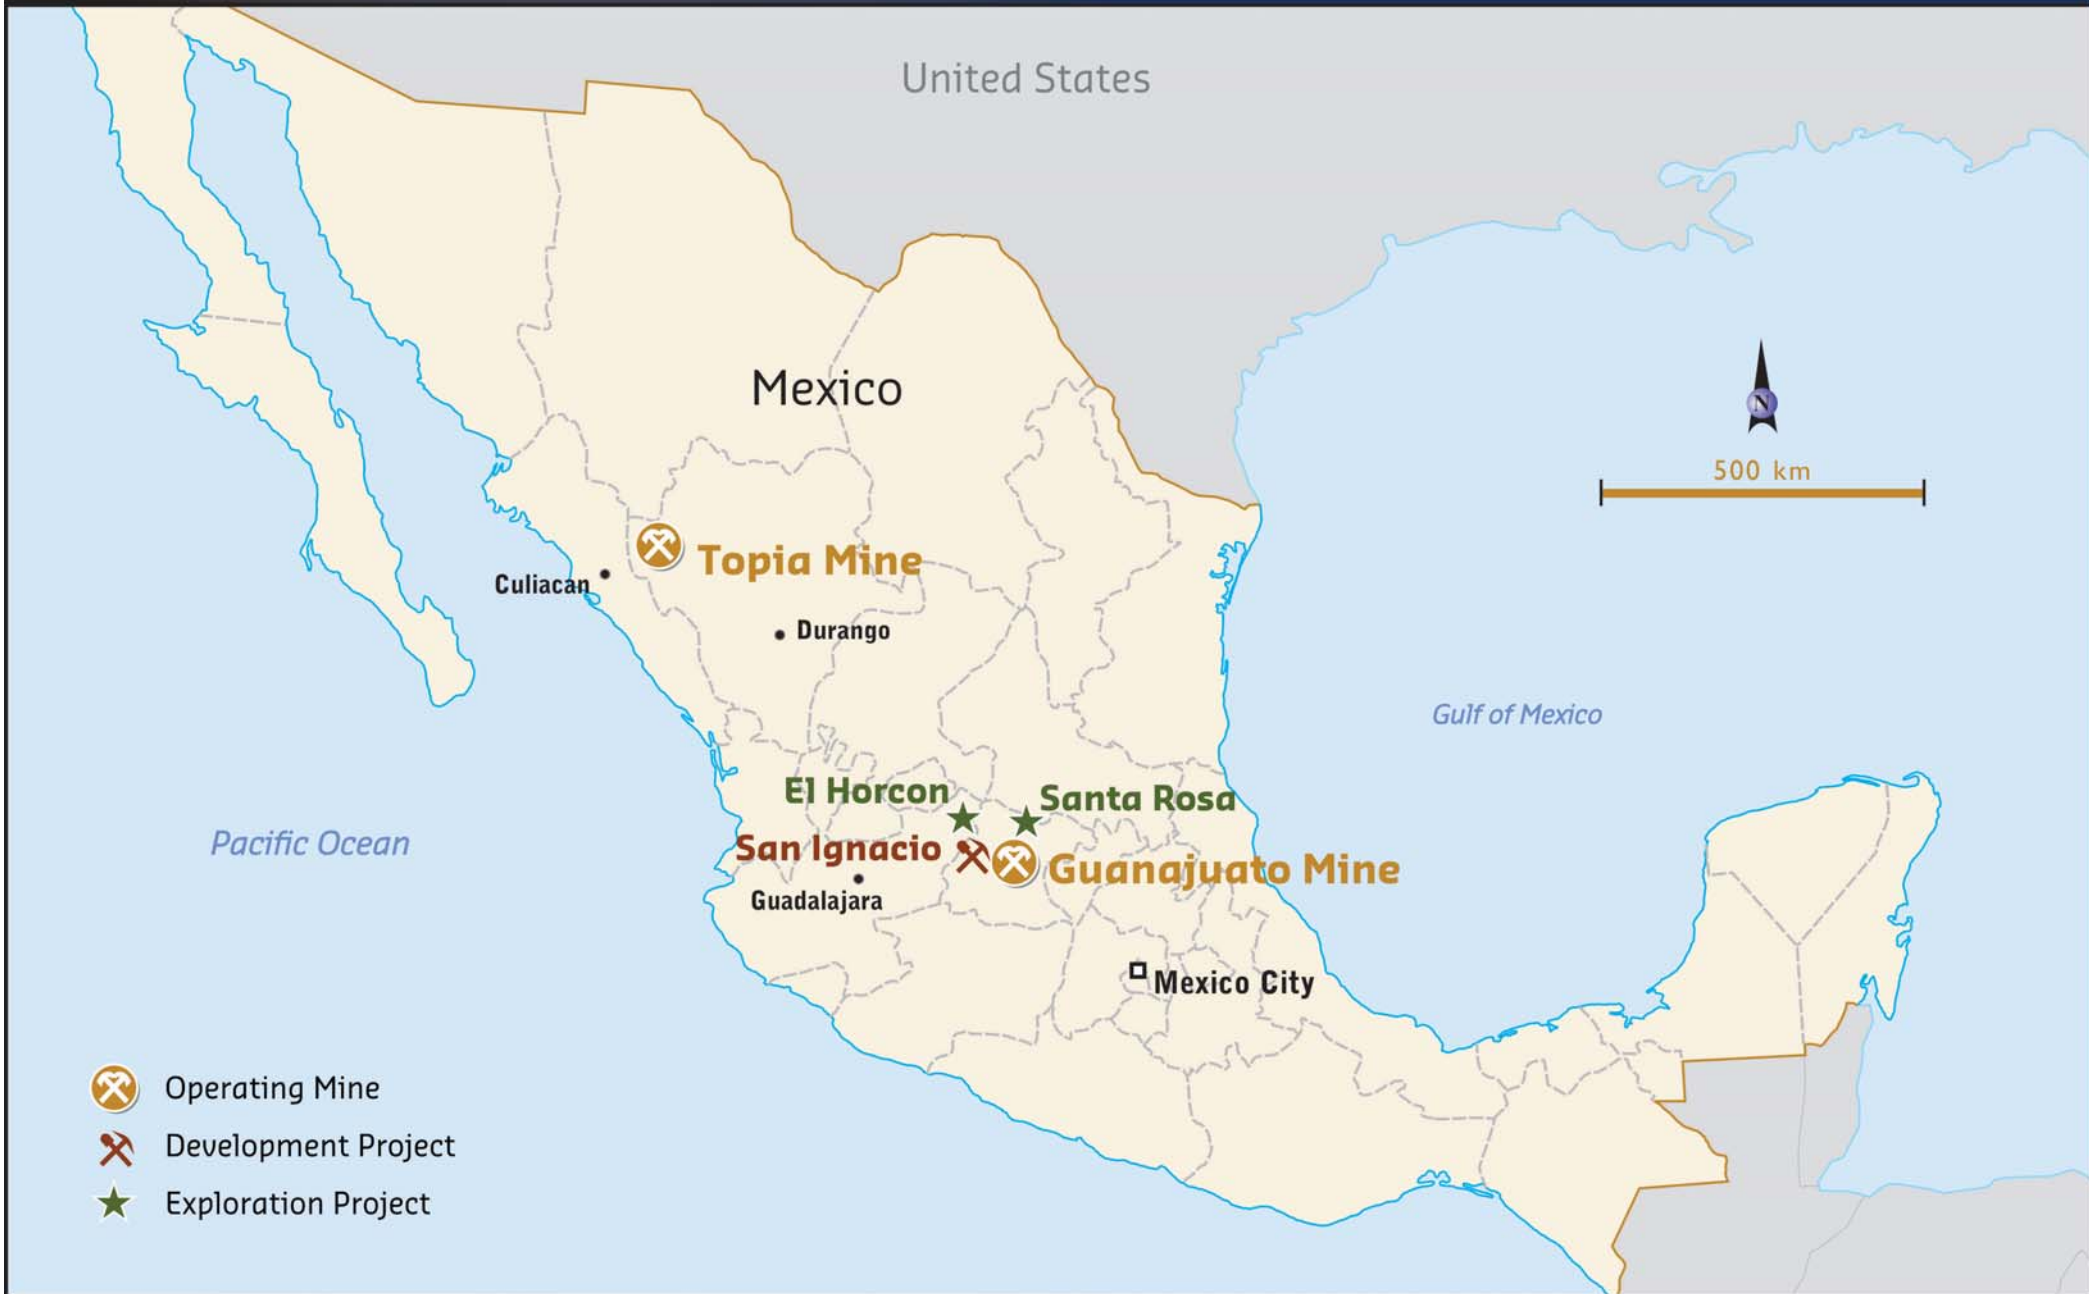 United States
Mexico
N
500 km
Topia Mine
Culiacan
Durango
Gulf of Mexico
El Horcon
Santa Rosa
Pacific Ocean
San Ignacio
Guanajuato Mine
Guadalajara
Mexico City
Operating Mine
Development Project
Exploration Project